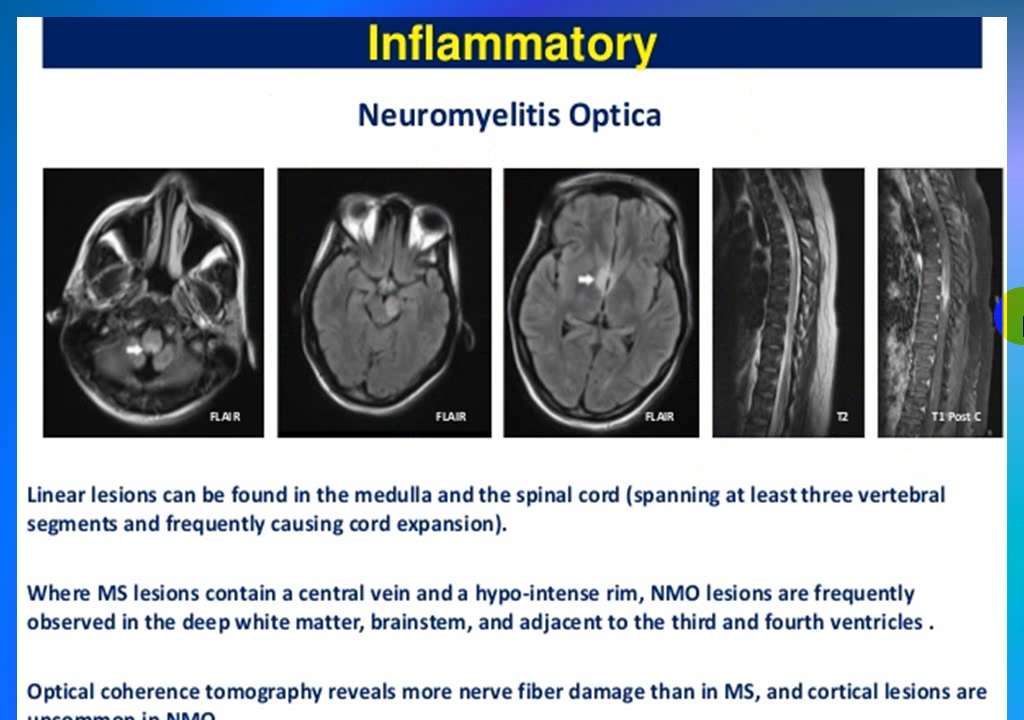 Inflammatory
Neuromyelitis Optica
FLAIR
FLAIR
FLAIR
T2
T1 Post C
Linear lesions can be found in the medulla and the spinal cord (spanning at least three vertebral
segments and frequently causing cord expansion).
Where MS lesions contain a central vein and a hypo-intense rim, NMO lesions are frequently
observed in the deep white matter, brainstem, and adjacent to the third and fourth ventricles .
Optical coherence tomography reveals more nerve fiber damage than in MS, and cortical lesions are
uncommon in NMO